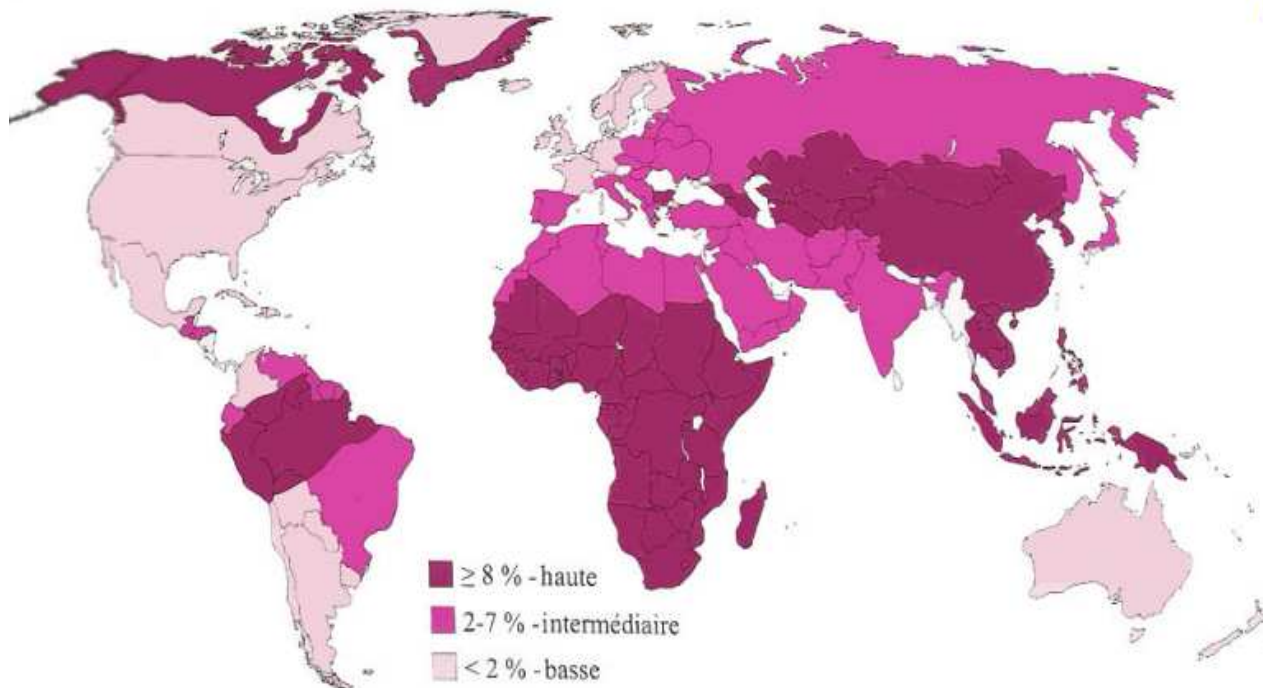 ≥ 8 % - haute
2-7 % - intermédiaire
< 2 % - basse